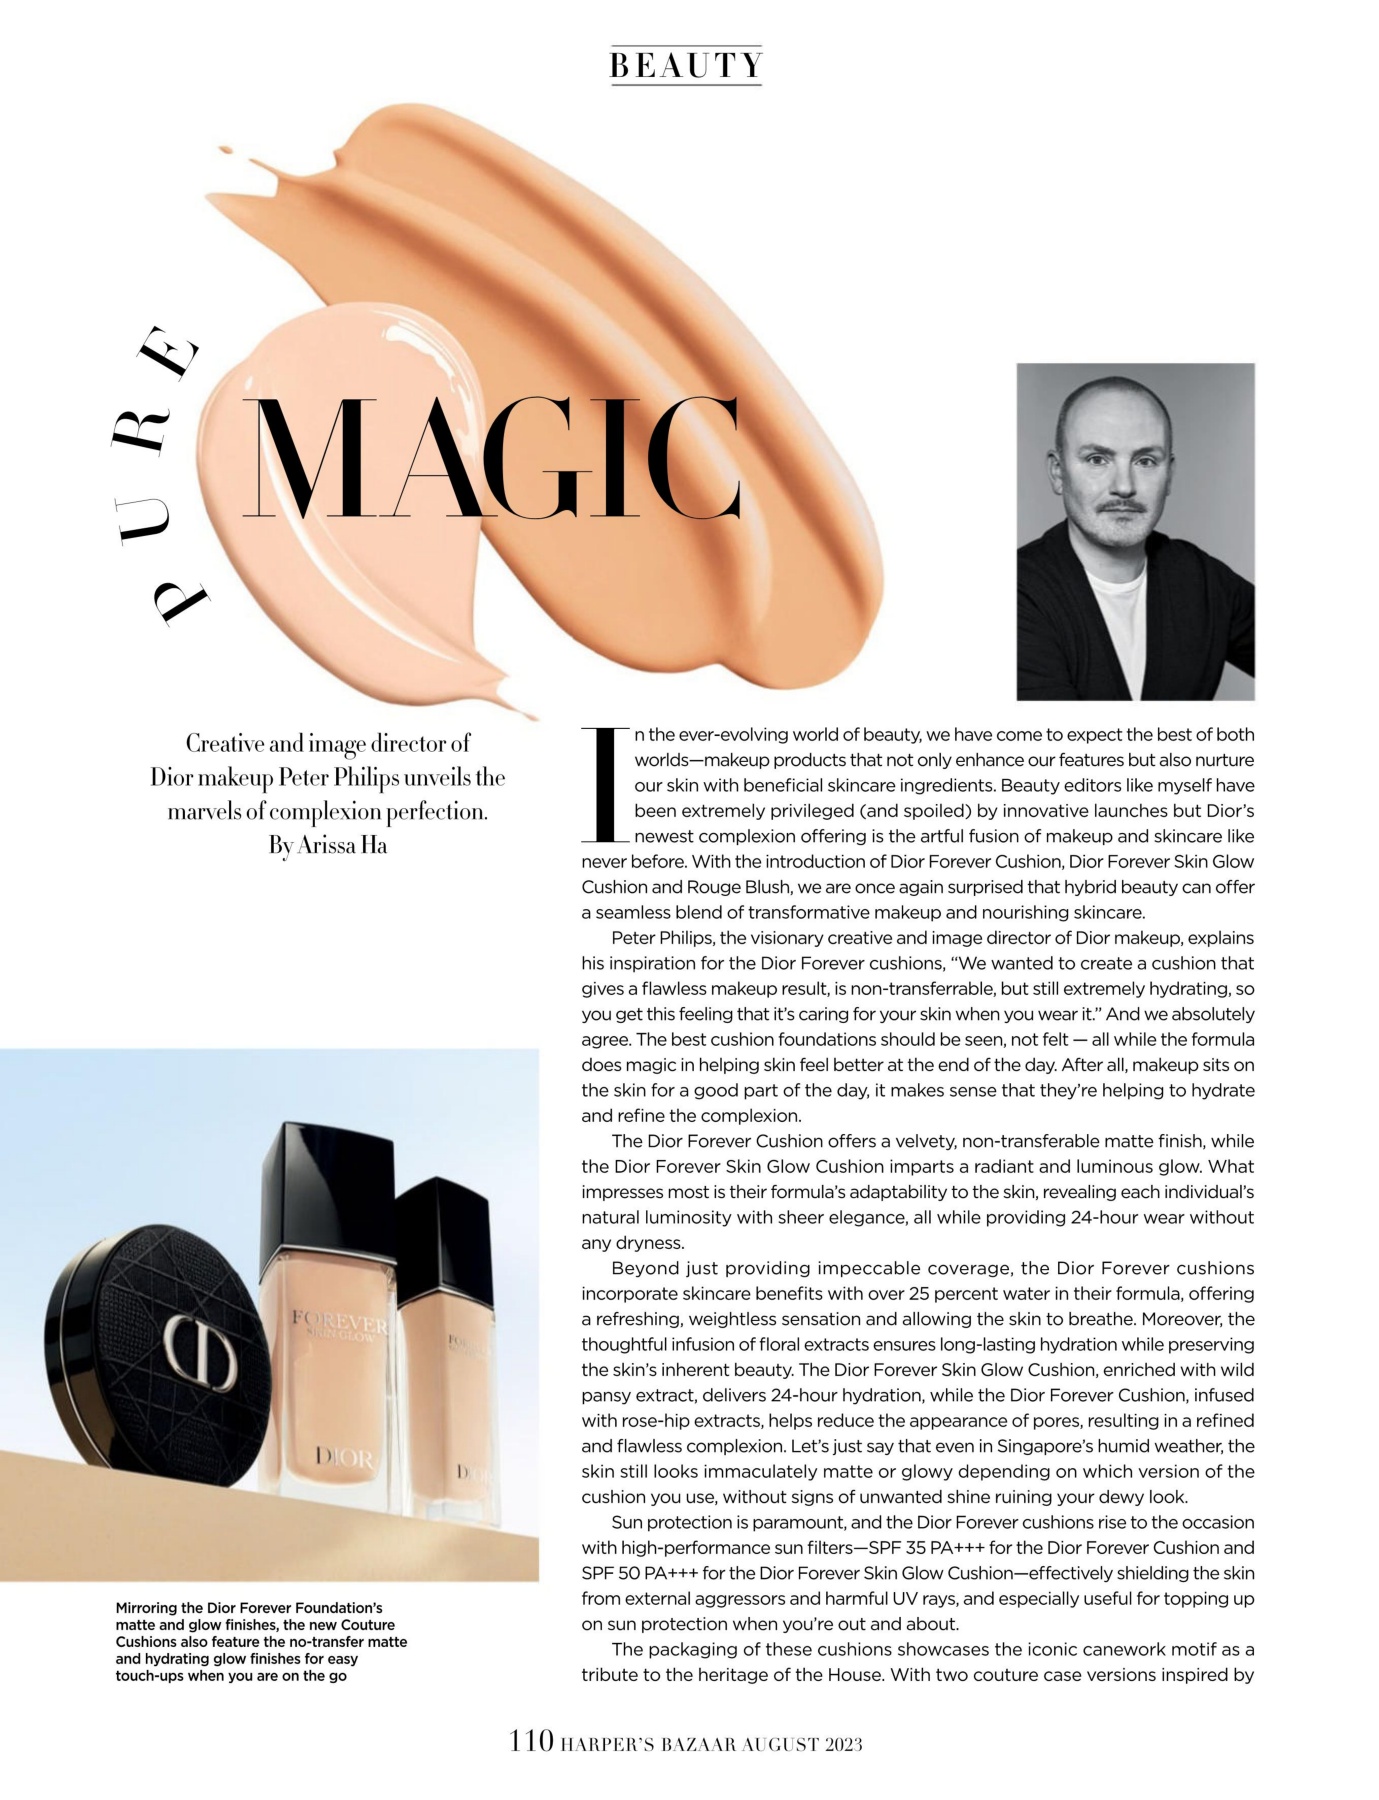 BEAUTY
PURE
MAGIC
Creative and image director of
Dior makeup Peter Philips unveils the
marvels of complexion perfection.
By Arissa Ha
In the ever-evolving world of beauty, we have come to expect the best of both
worlds—makeup products that not only enhance our features but also nurture
our skin with beneficial skincare ingredients. Beauty editors like myself have
been extremely privileged (and spoiled) by innovative launches but Dior’s
newest complexion offering is the artful fusion of makeup and skincare like
never before. With the introduction of Dior Forever Cushion, Dior Forever Skin Glow
Cushion and Rouge Blush, we are once again surprised that hybrid beauty can offer
a seamless blend of transformative makeup and nourishing skincare.
Peter Philips, the visionary creative and image director of Dior makeup, explains
his inspiration for the Dior Forever cushions, “We wanted to create a cushion that
gives a flawless makeup result, is non-transferrable, but still extremely hydrating, so
you get this feeling that it’s caring for your skin when you wear it.” And we absolutely
agree. The best cushion foundations should be seen, not felt — all while the formula
does magic in helping skin feel better at the end of the day. After all, makeup sits on
the skin for a good part of the day, it makes sense that they’re helping to hydrate
and refine the complexion.
The Dior Forever Cushion offers a velvety, non-transferable matte finish, while
the Dior Forever Skin Glow Cushion imparts a radiant and luminous glow. What
impresses most is their formula’s adaptability to the skin, revealing each individual’s
natural luminosity with sheer elegance, all while providing 24-hour wear without
any dryness.
Beyond just providing impeccable coverage, the Dior Forever cushions
incorporate skincare benefits with over 25 percent water in their formula, offering
a refreshing, weightless sensation and allowing the skin to breathe. Moreover, the
thoughtful infusion of floral extracts ensures long-lasting hydration while preserving
the skin’s inherent beauty. The Dior Forever Skin Glow Cushion, enriched with wild
pansy extract, delivers 24-hour hydration, while the Dior Forever Cushion, infused
with rose-hip extracts, helps reduce the appearance of pores, resulting in a refined
and flawless complexion. Let’s just say that even in Singapore’s humid weather, the
skin still looks immaculately matte or glowy depending on which version of the
cushion you use, without signs of unwanted shine ruining your dewy look.
Sun protection is paramount, and the Dior Forever cushions rise to the occasion
with high-performance sun filters—SPF 35 PA+++ for the Dior Forever Cushion and
SPF 50 PA+++ for the Dior Forever Skin Glow Cushion—effectively shielding the skin
from external aggressors and harmful UV rays, and especially useful for topping up
on sun protection when you’re out and about.
The packaging of these cushions showcases the iconic canework motif as a
tribute to the heritage of the House. With two couture case versions inspired by
CD
FOREVER
SKIN GLOW
DIOR
Mirroring the Dior Forever Foundation’s
matte and glow finishes, the new Couture
Cushions also feature the no-transfer matte
and hydrating glow finishes for easy
touch-ups when you are on the go
110 HARPER’S BAZAAR AUGUST 2023